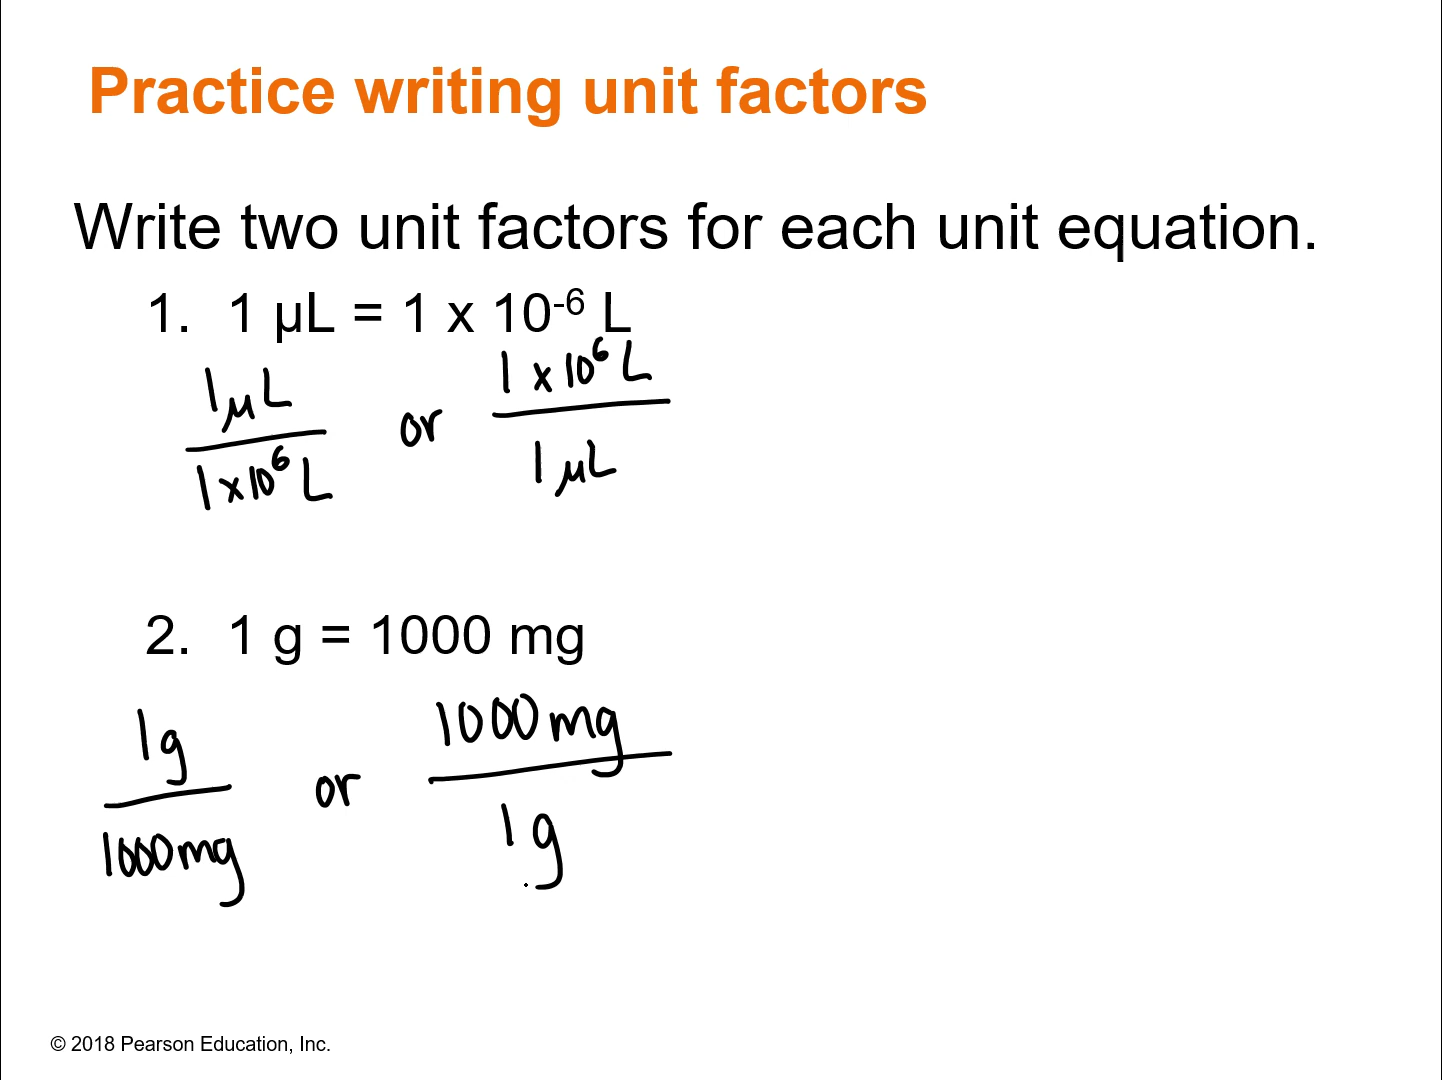 Practice writing unit factors
Write two unit factors for each unit equation.
1. 1 µL = 1 x 10⁻⁶ L
1µL or 1 x 10⁶ L
1x10⁶ L 1µL
2. 1 g = 1000 mg
1g or 1000mg
1000mg 1g
© 2018 Pearson Education, Inc.